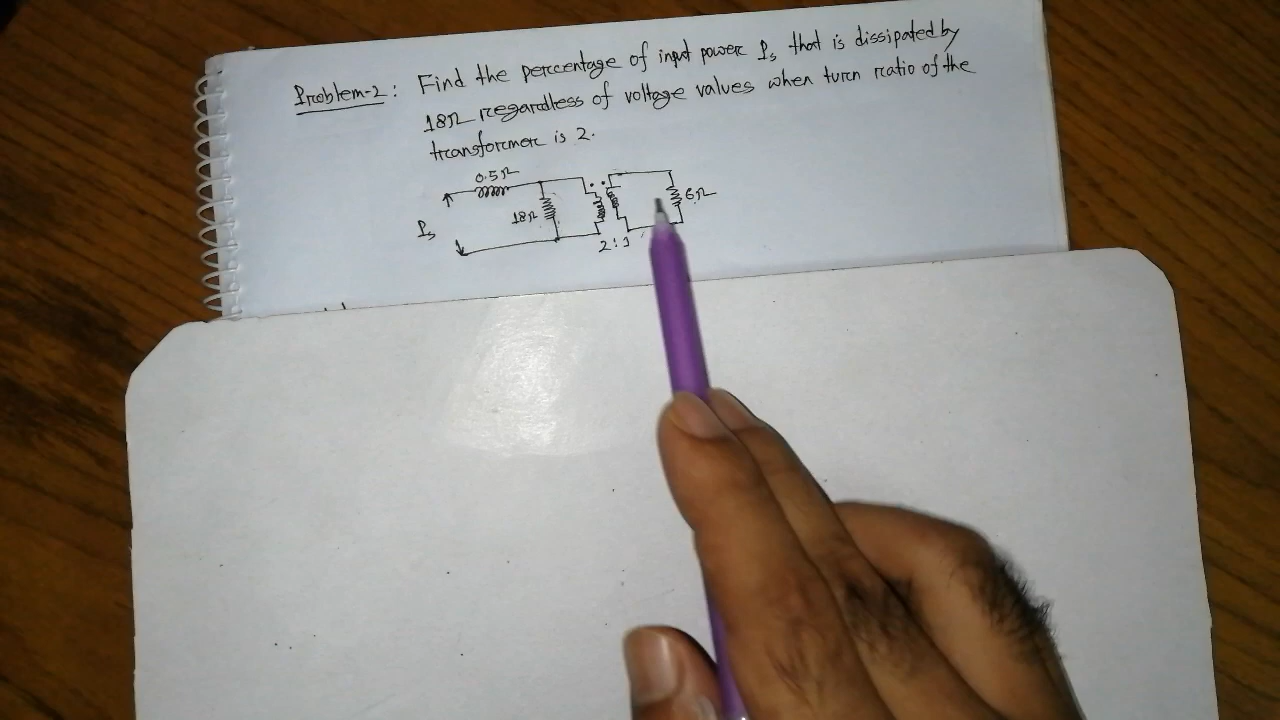 Problem-2: Find the percentage of input power Ps that is dissipated by
18Ω regardless of voltage values when turn ratio of the
transformer is 2.
0.5Ω
18Ω
6Ω
Ps
2:1